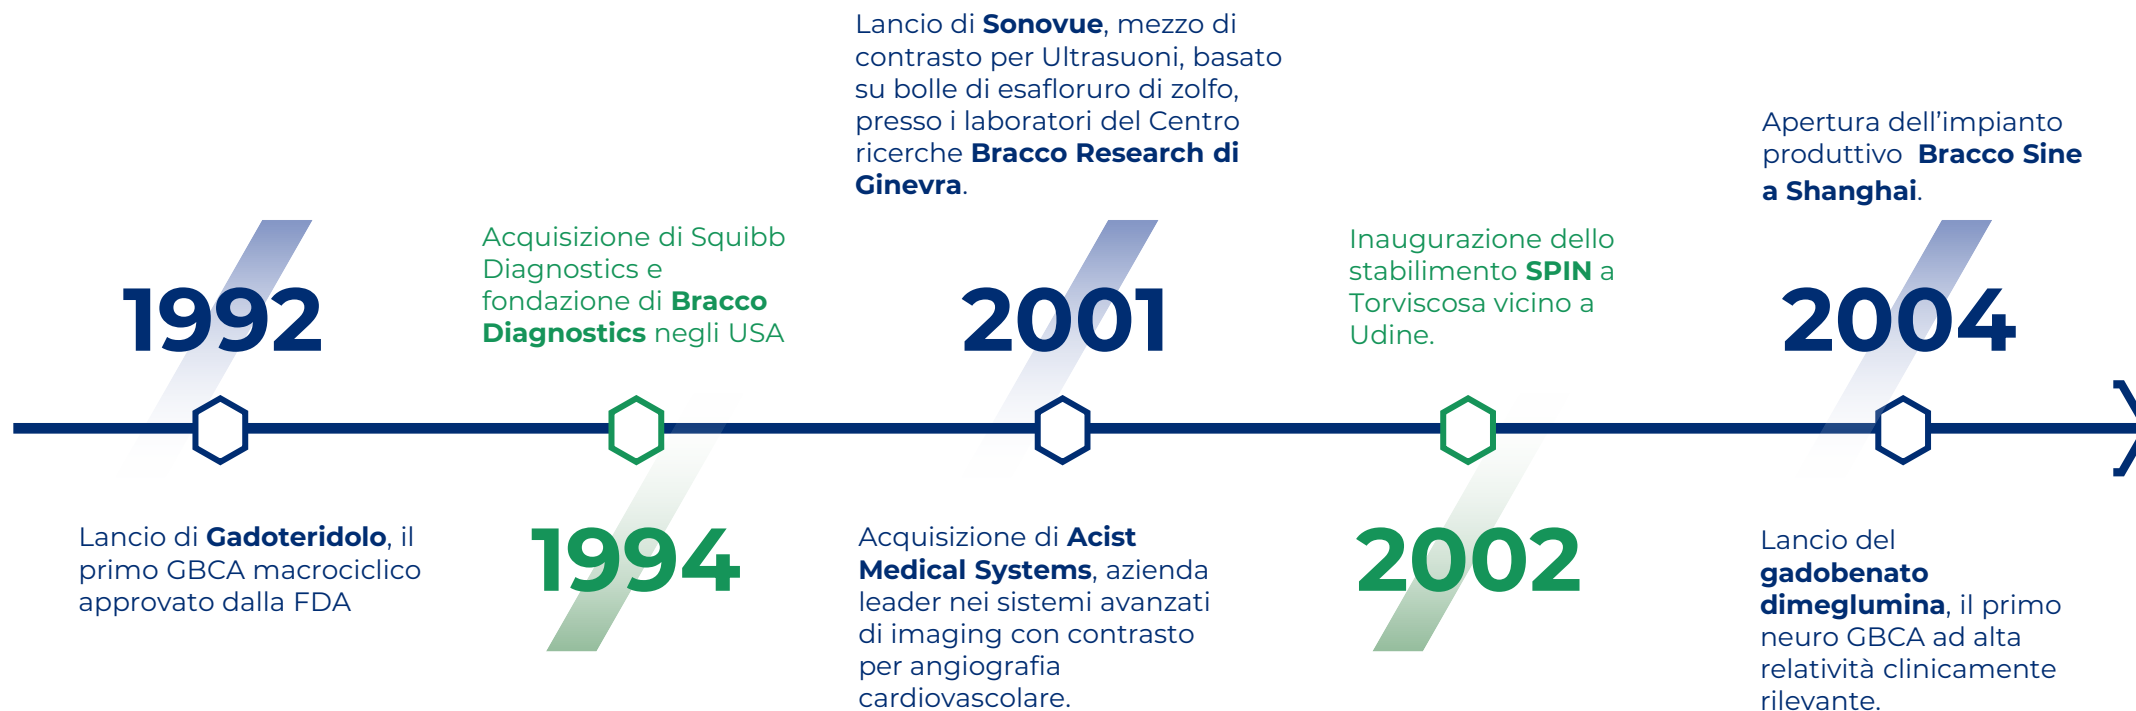 1992
Lancio di Gadoteridolo, il
primo GBCA macrociclico
approvato dalla FDA
Acquisizione di Squibb
Diagnostics e
fondazione di Bracco
Diagnostics negli USA
1994
Lancio di Sonovue, mezzo di
contrasto per Ultrasuoni, basato
su bolle di esafloruro di zolfo,
presso i laboratori del Centro
ricerche Bracco Research di
Ginevra.
2001
Acquisizione di Acist
Medical Systems, azienda
leader nei sistemi avanzati
di imaging con contrasto
per angiografia
cardiovascolare.
Inaugurazione dello
stabilimento SPIN a
Torviscosa vicino a
Udine.
2002
Apertura dell’impianto
produttivo Bracco Sine
a Shanghai.
2004
Lancio del
gadobenato
dimeglumina, il primo
neuro GBCA ad alta
relatività clinicamente
rilevante.